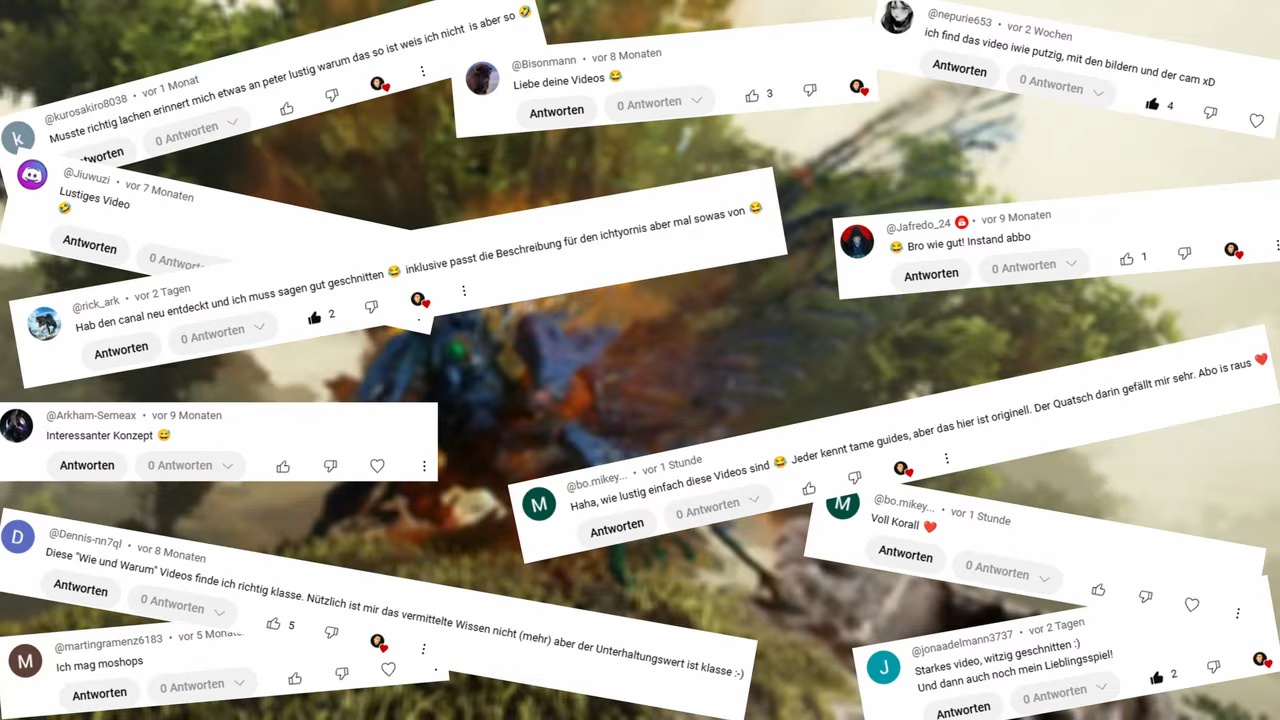 @kurosakiro8038 • vor 1 Monat
Musste richtig lachen erinnert mich etwas an peter lustig warum das so ist weis ich nicht is aber so 🤣
tworten 0 Antworten
@Bisonmann • vor 8 Monaten
Liebe deine Videos 😂
Antworten 0 Antworten 3
@nepurie653 • vor 2 Wochen
ich find das video iwie putzig, mit den bildern und der cam xD
Antworten 0 Antworten 4
@Jiuwuzi • vor 7 Monaten
Lustiges Video
🤣
Antworten 0 Antwort
@rick_ark • vor 2 Tagen
Hab den canal neu entdeckt und ich muss sagen gut geschnitten 😂 inklusive passt die Beschreibung für den ichtyornis aber mal sowas von 😂
Antworten 0 Antworten 2
@Jafredo_24 • vor 9 Monaten
😂 Bro wie gut! Instand abbo
Antworten 0 Antworten 1
@Arkham-Semeax • vor 9 Monaten
Interessanter Konzept 😅
Antworten 0 Antworten
@bo.mikey... • vor 1 Stunde
Haha, wie lustig einfach diese Videos sind 😂 Jeder kennt tame guides, aber das hier ist originell. Der Quatsch darin gefällt mir sehr. Abo is raus ❤️
Antworten 0 Antworten
@bo.mikey... • vor 1 Stunde
Voll Korall ❤️
Antworten 0 Antworten
@Dennis-nn7ql • vor 8 Monaten
Diese "Wie und Warum" Videos finde ich richtig klasse. Nützlich ist mir das vermittelte Wissen nicht (mehr) aber der Unterhaltungswert ist klasse :-)
Antworten 0 Antworten 5
@martingramenz6183 • vor 5 Monat
Ich mag moshops
Antworten 0 Antworten
@jonaadelmann3737 • vor 2 Tagen
Starkes video, witzig geschnitten :)
Und dann auch noch mein Lieblingsspiel!
Antworten 0 Antworten 2